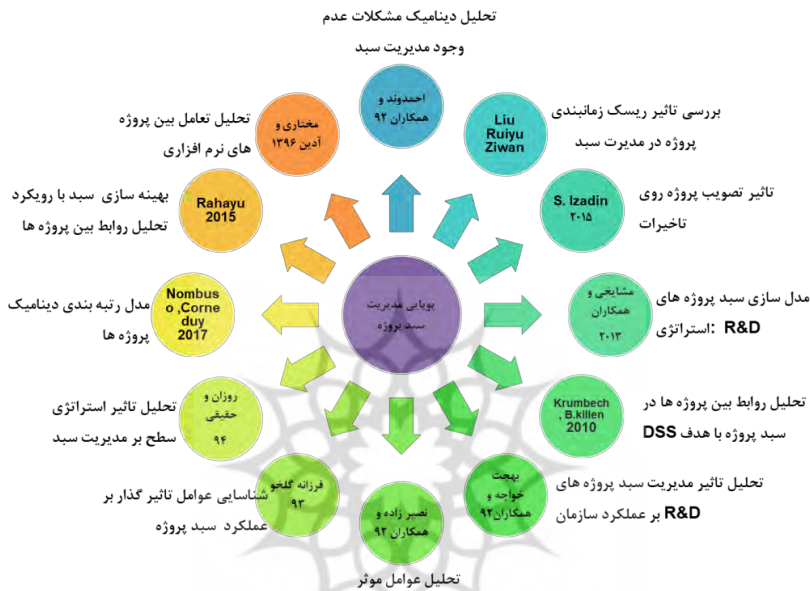 تحلیل دینامیک مشکلات عدم
وجود مدیریت سبد
احمدوند و
همکاران ۹۲
بررسی تاثیر ریسک زمانبندی
پروژه در مدیرت سبد
Liu
Ruiyu
Ziwan
تاثیر تصویب پروژه روی
تاخیرات
S. Izadin
۲۰۱۵
مدل سازی سبد پروژه های
استراتژی: R&D
مشایخی و
همکاران
۲۰۱۳
تحلیل روابط بین پروژه ها در
سبد پروژه با هدف DSS
Krumbech
, B.killen
2010
تحلیل تاثیر مدیریت سبد پروژه های
R&D بر عملکرد سازمان
بهجت
خواجه و
همکاران۹۲
تحلیل عوامل موثر
نصیر زاده و
همکاران ۹۲
شناسایی عوامل تاثیر گذار بر
عملکرد سبد پروژه
فرزانه گلخو
۹۳
تحلیل تاثیر استراتژی
سطح بر مدیریت سبد
روزان و
حقیقی
۹۴
مدل رتبه بندی دینامیک
پروژه ها
Nombus
o ,Corne
duy
2017
بهینه سازی سبد با رویکرد
تحلیل روابط بین پروژه ها
Rahayu
2015
تحلیل تعامل بین پروژه
های نرم افزاری
مختاری و
آدین ۱۳۹۶
پویایی مدیریت
سبد پروژه